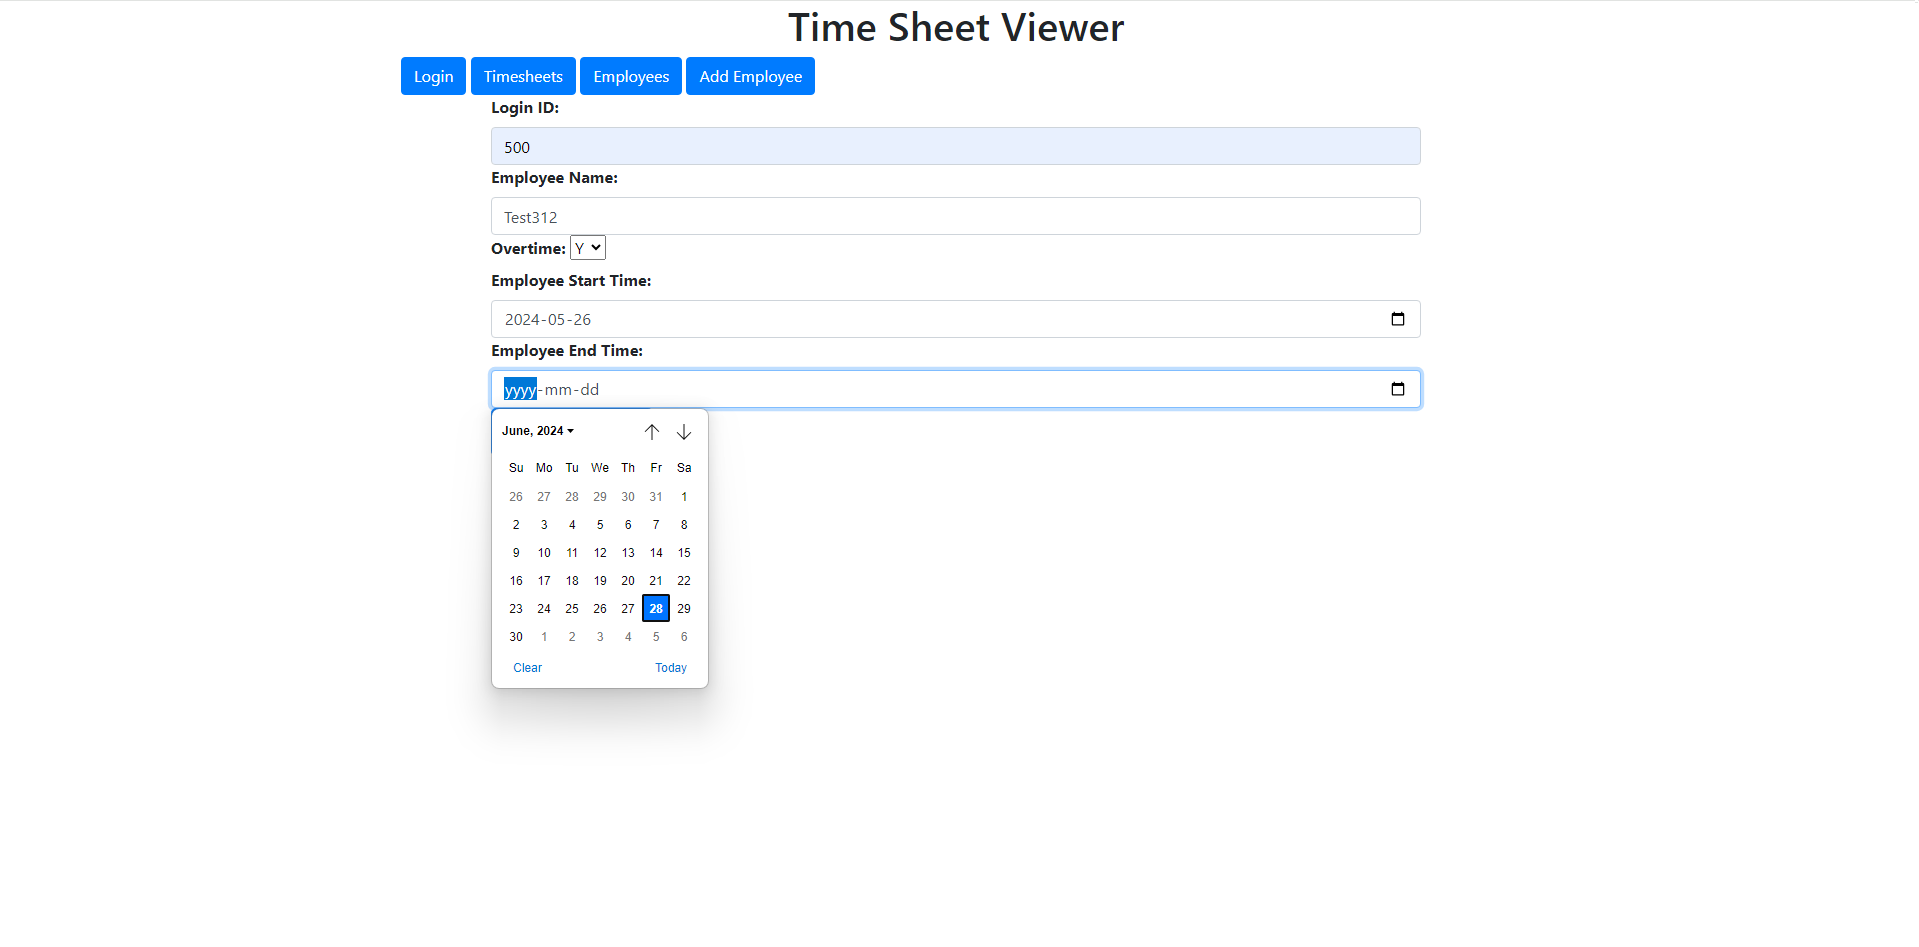 Time Sheet Viewer
Login Timesheets Employees Add Employee
Login ID:
500
Employee Name:
Test312
Overtime: Y
Employee Start Time:
2024-05-26
Employee End Time:
yyyy-mm-dd
June, 2024
Su Mo Tu We Th Fr Sa
26 27 28 29 30 31 1
2 3 4 5 6 7 8
9 10 11 12 13 14 15
16 17 18 19 20 21 22
23 24 25 26 27 28 29
30 1 2 3 4 5 6
Clear Today